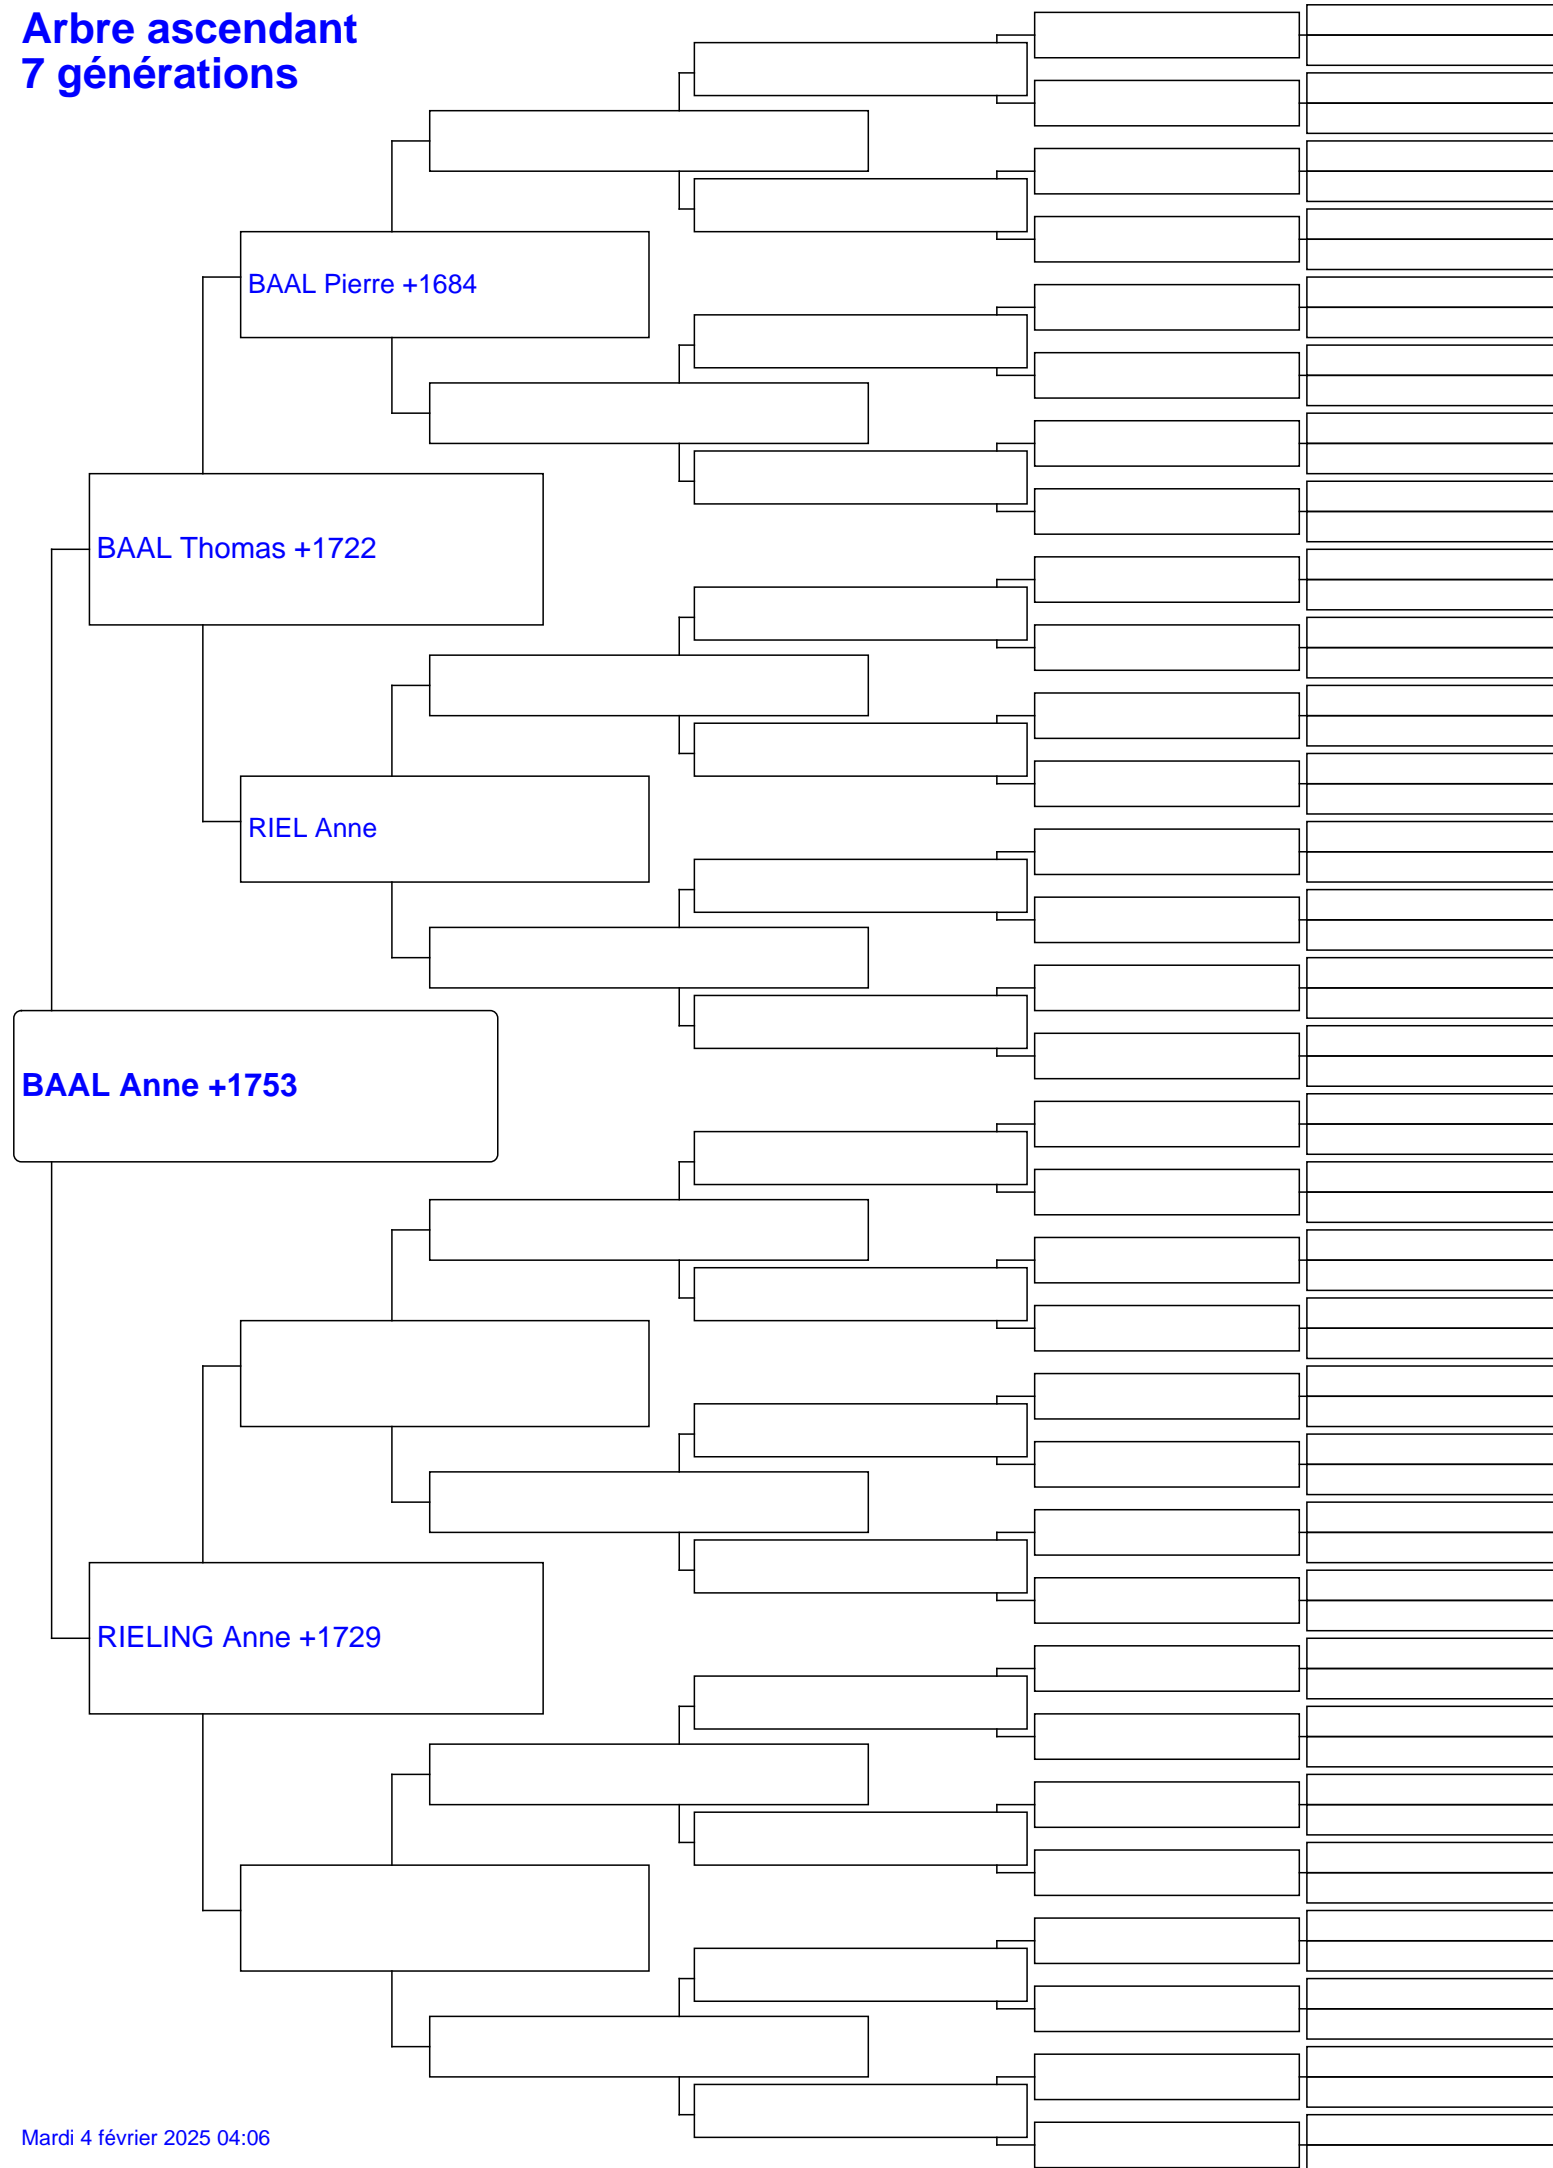 Arbre ascendant
7 générations
BAAL Pierre +1684
BAAL Thomas +1722
RIEL Anne
BAAL Anne +1753
RIELING Anne +1729
Mardi 4 février 2025 04:06